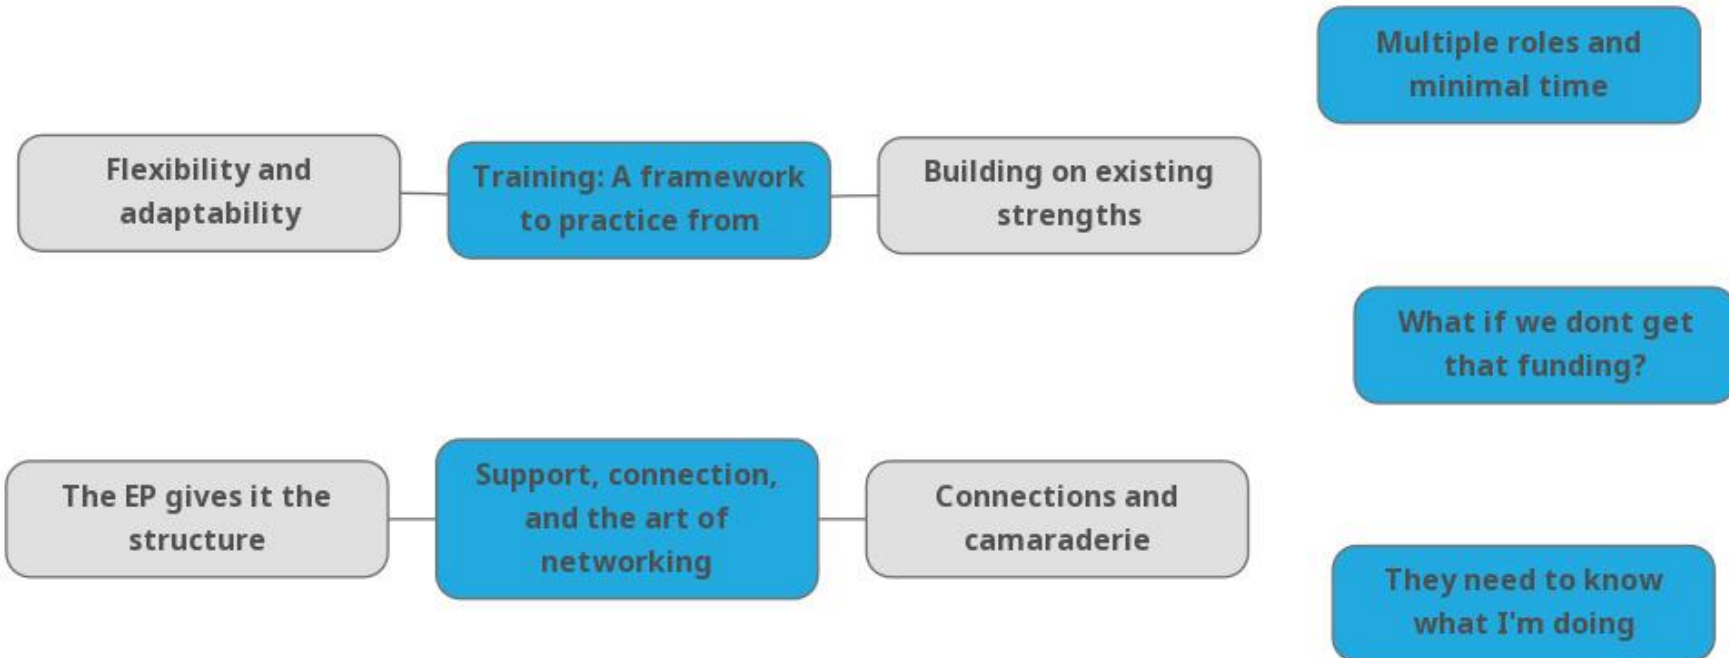 Multiple roles and
minimal time
Flexibility and
adaptability
Training: A framework
to practice from
Building on existing
strengths
What if we dont get
that funding?
The EP gives it the
structure
Support, connection,
and the art of
networking
Connections and
camaraderie
They need to know
what I'm doing